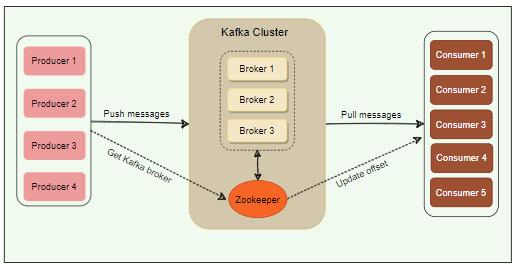 Producer 1
Producer 2
Producer 3
Producer 4
Push messages
Get Kafka broker
Kafka Cluster
Broker 1
Broker 2
Broker 3
Zookeeper
Pull messages
Update offset
Consumer 1
Consumer 2
Consumer 3
Consumer 4
Consumer 5